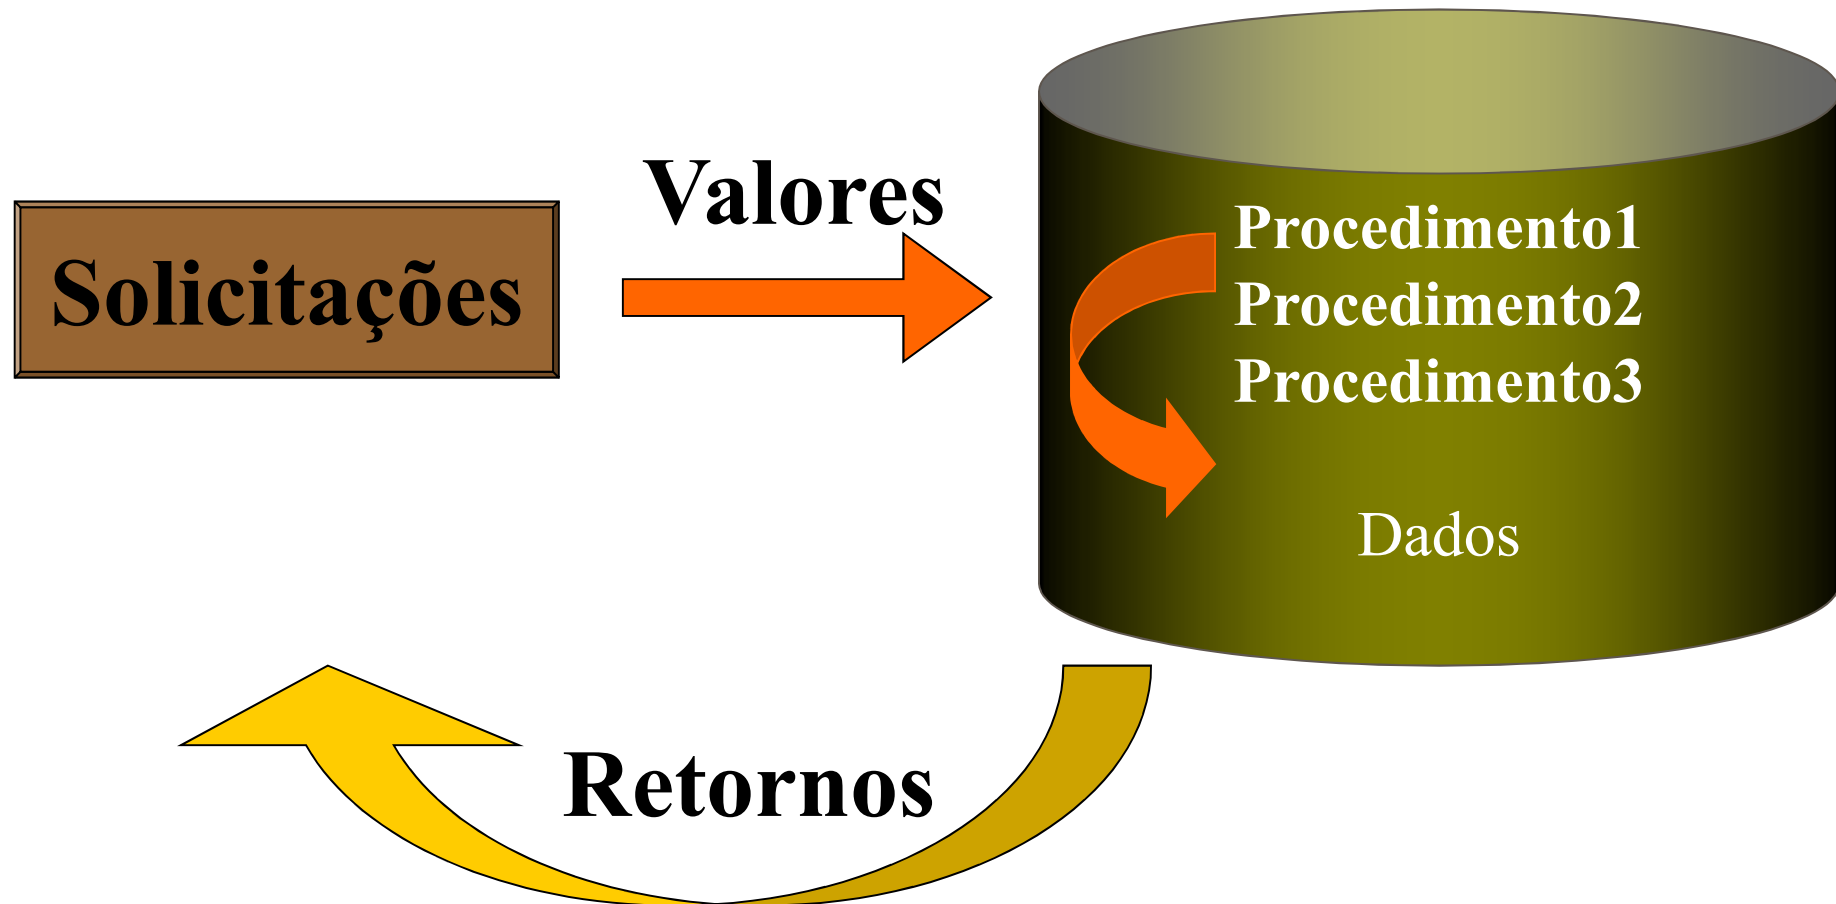 Valores
Solicitações
Procedimento1
Procedimento2
Procedimento3
Dados
Retornos